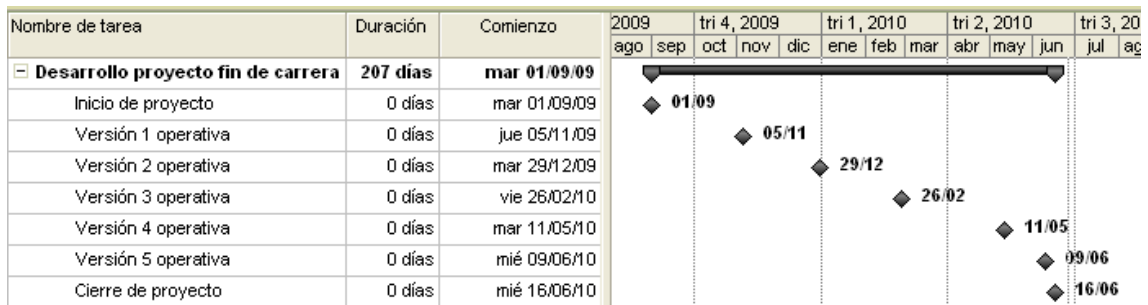 Nombre de tarea Duración Comienzo 2009 tri 4, 2009 tri 1, 2010 tri 2, 2010 tri 3, 20
ago sep oct nov dic ene feb mar abr may jun jul ag
Desarrollo proyecto fin de carrera 207 días mar 01/09/09
Inicio de proyecto 0 días mar 01/09/09 01/09
Versión 1 operativa 0 días jue 05/11/09 05/11
Versión 2 operativa 0 días mar 29/12/09 29/12
Versión 3 operativa 0 días vie 26/02/10 26/02
Versión 4 operativa 0 días mar 11/05/10 11/05
Versión 5 operativa 0 días mié 09/06/10 09/06
Cierre de proyecto 0 días mié 16/06/10 16/06